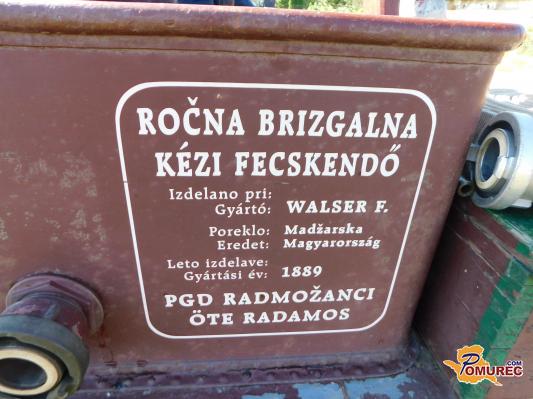 ROČNA BRIZGALNA
KÉZI FECSKENDŐ
Izdelano pri:
Gyártó: WALSER F.
Poreklo: Madžarska
Eredet: Magyarország
Leto izdelave:
Gyártási év: 1889
PGD RADMOŽANCI
ÖTE RADAMOS
POMUREC.COM